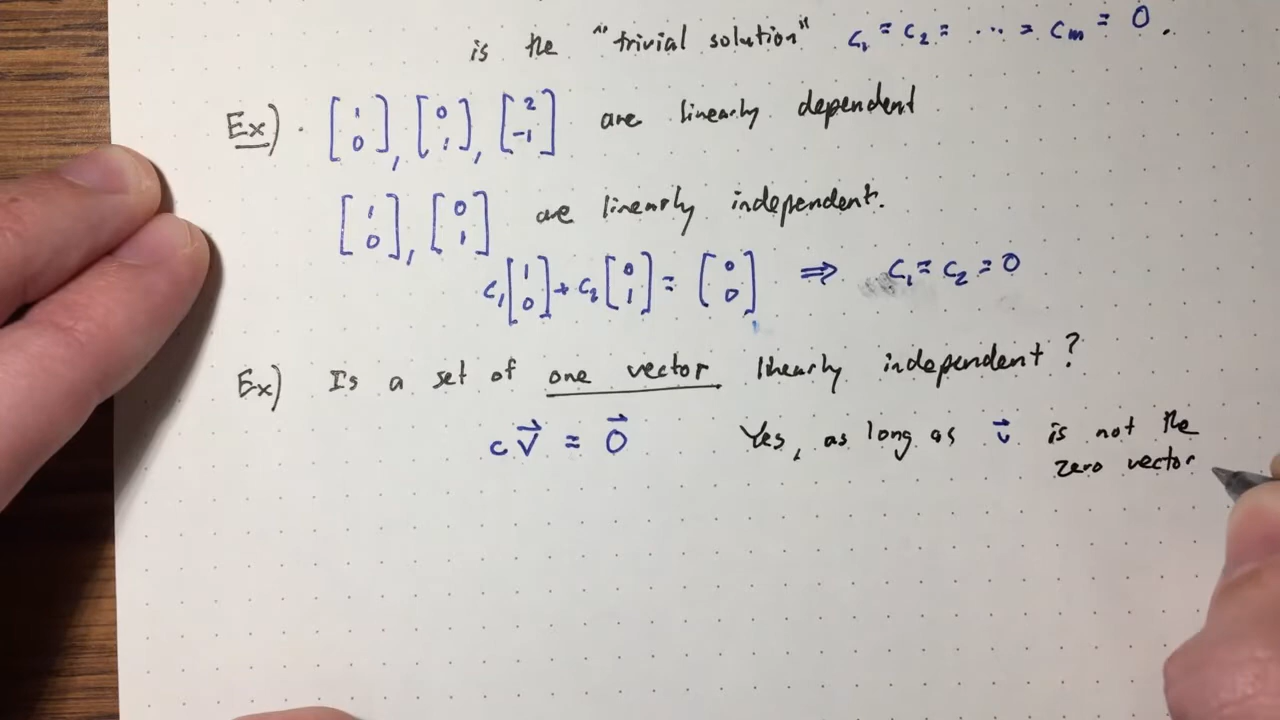 is the "trivial solution" c₁ = c₂ = ... = cₘ = 0.
Ex) · [1 0], [0 1], [2 -1] are linearly dependent
[1 0], [0 1] are linearly independent.
c₁[1 0] + c₂[0 1] = [0 0] ⇒ c₁ = c₂ = 0
Ex) Is a set of one vector linearly independent?
cv⃗ = 0⃗ Yes, as long as v⃗ is not the
zero vector